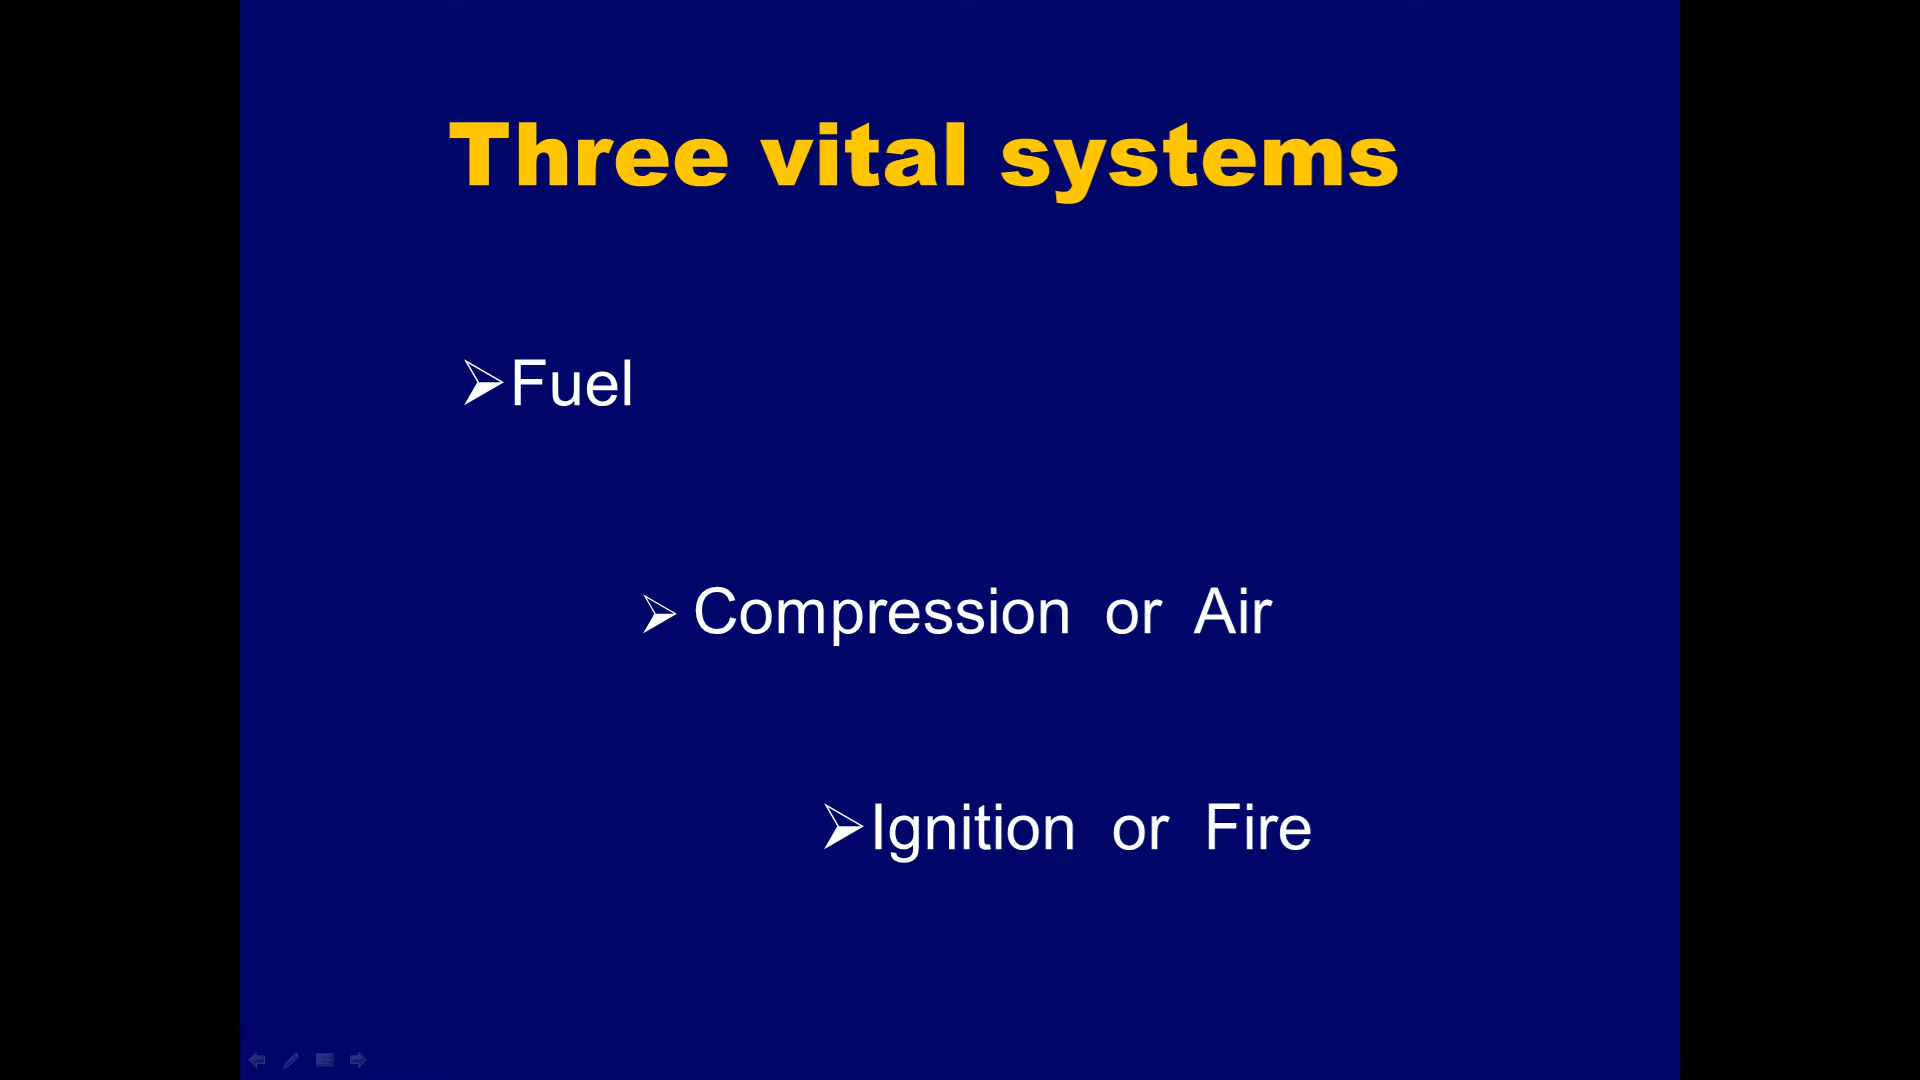 Three vital systems
Fuel
Compression or Air
Ignition or Fire